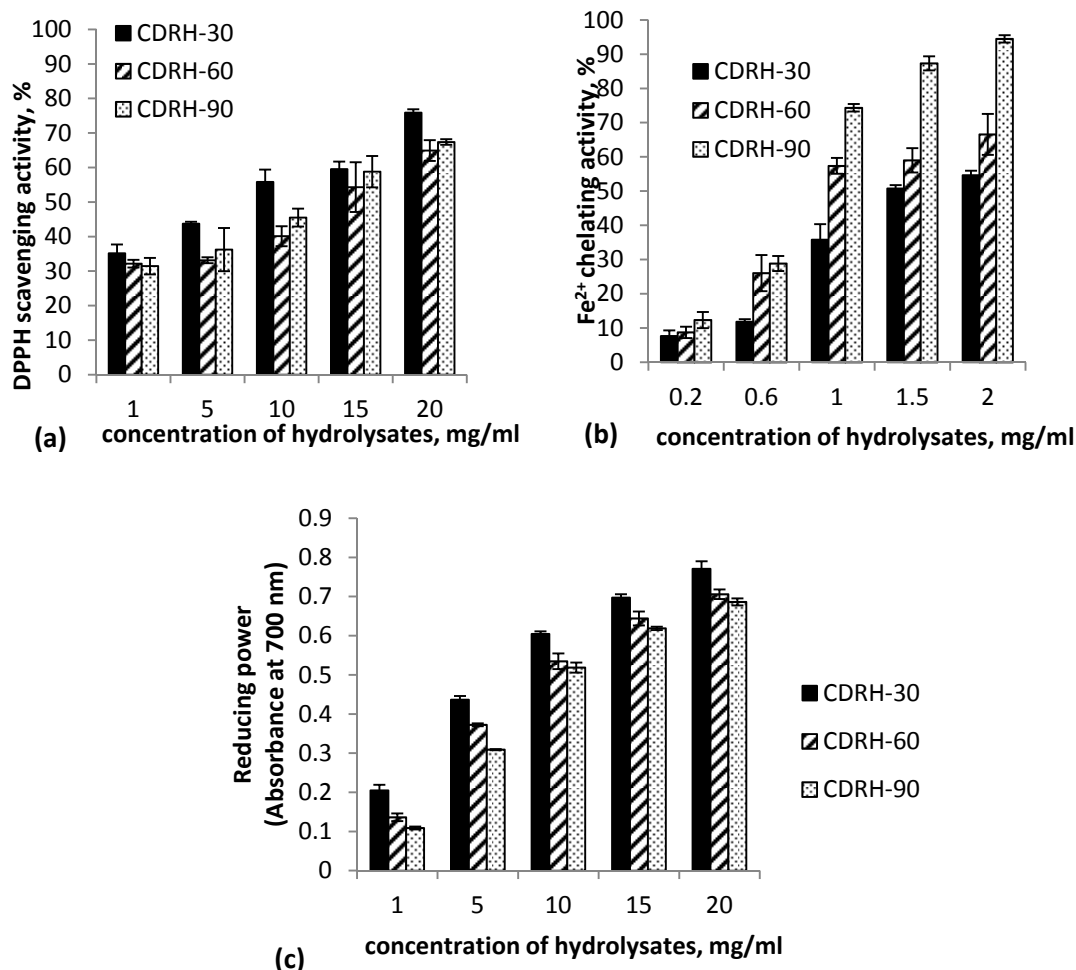 DPPH scavenging activity, %
100
90
80
70
60
50
40
30
20
10
0
CDRH-30
CDRH-60
CDRH-90
1 5 10 15 20
(a) concentration of hydrolysates, mg/ml
Fe²⁺ chelating activity, %
100
90
80
70
60
50
40
30
20
10
0
CDRH-30
CDRH-60
CDRH-90
0.2 0.6 1 1.5 2
(b) concentration of hydrolysates, mg/ml
Reducing power
(Absorbance at 700 nm)
0.9
0.8
0.7
0.6
0.5
0.4
0.3
0.2
0.1
0
CDRH-30
CDRH-60
CDRH-90
1 5 10 15 20
(c) concentration of hydrolysates, mg/ml